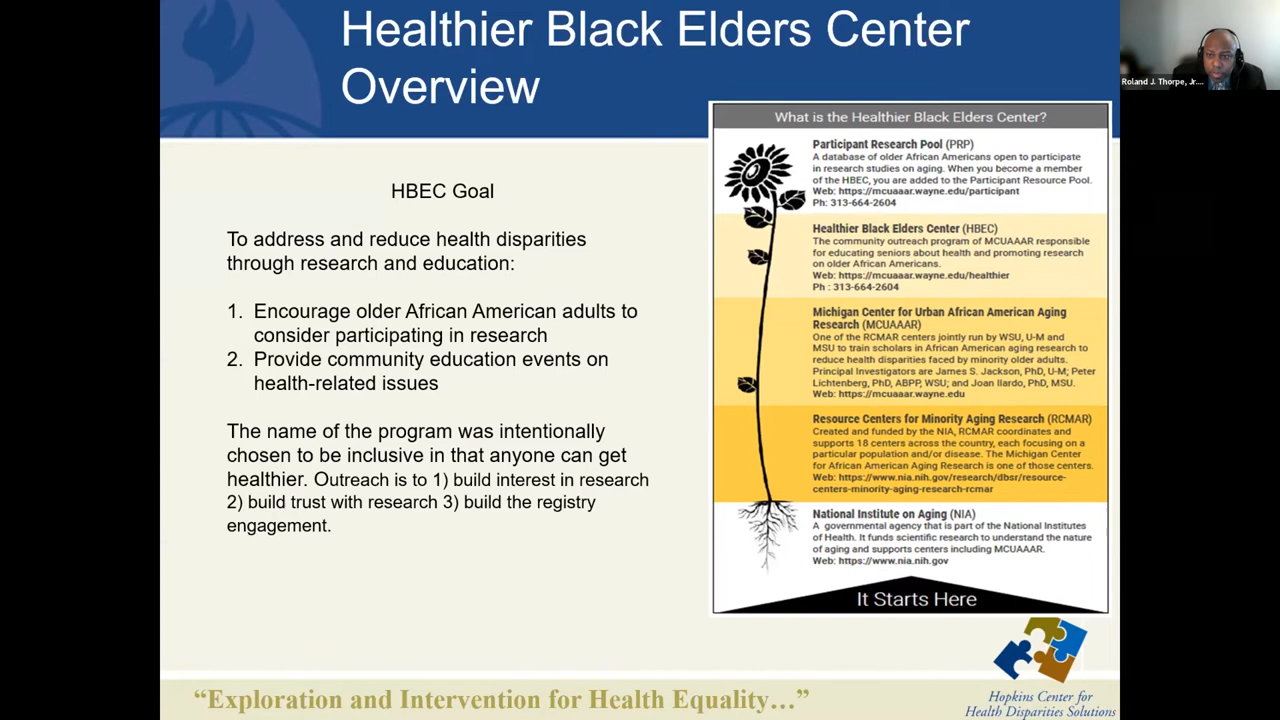 Healthier Black Elders Center
Overview
Roland J. Thorpe, Jr....
HBEC Goal
To address and reduce health disparities
through research and education:
1. Encourage older African American adults to
consider participating in research
2. Provide community education events on
health-related issues
The name of the program was intentionally
chosen to be inclusive in that anyone can get
healthier. Outreach is to 1) build interest in research
2) build trust with research 3) build the registry
engagement.
What is the Healthier Black Elders Center?
Participant Research Pool (PRP)
A database of older African Americans open to participate
in research studies on aging. When you become a member
of the HBEC, you are added to the Participant Resource Pool.
Web: https://mcuaaar.wayne.edu/participant
Ph: 313-664-2604
Healthier Black Elders Center (HBEC)
The community outreach program of MCUAAAR responsible
for educating seniors about health and promoting research
on older African Americans.
Web: https://mcuaaar.wayne.edu/healthier
Ph : 313-664-2604
Michigan Center for Urban African American Aging
Research (MCUAAR)
One of the RCMAR centers jointly run by WSU, U-M and
MSU to train scholars in African American aging research to
reduce health disparities faced by minority older adults.
Principal Investigators are James S. Jackson, PhD, U-M; Peter
Lichtenberg, PhD, ABPP, WSU; and Joan Ilardo, PhD, MSU.
Web: https://mcuaaar.wayne.edu
Resource Centers for Minority Aging Research (RCMAR)
Created and funded by the NIA, RCMAR coordinates and
supports 18 centers across the country, each focusing on a
particular population and/or disease. The Michigan Center
for African American Aging Research is one of those centers.
Web: https://www.nia.nih.gov/research/dbsr/resource-
centers-minority-aging-research-rcmar
National Institute on Aging (NIA)
A governmental agency that is part of the National Institutes
of Health. It funds scientific research to understand the nature
of aging and supports centers including MCUAAAR.
Web: https://www.nia.nih.gov
It Starts Here
“Exploration and Intervention for Health Equality…”
Hopkins Center for
Health Disparities Solutions